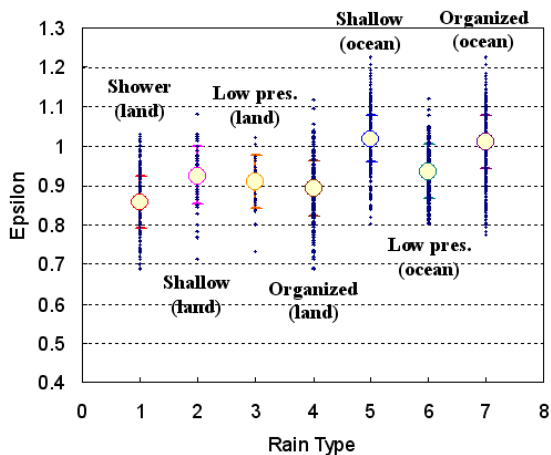 Shallow
(ocean)
Organized
(ocean)
Shower
(land)
Low pres.
(land)
Shallow
(land)
Organized
(land)
Low pres.
(ocean)
Epsilon
1.3
1.2
1.1
1
0.9
0.8
0.7
0.6
0.5
0.4
0 1 2 3 4 5 6 7 8
Rain Type